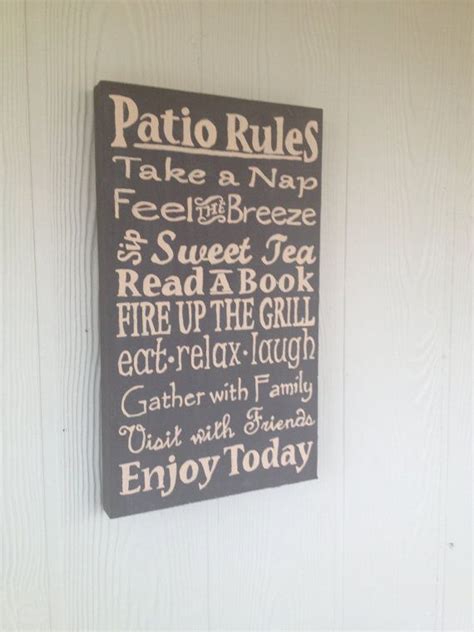 Patio Rules
Take a Nap
Feel THE Breeze
Sip Sweet Tea
Read A Book
FIRE UP THE GRILL
eat·relax·laugh
Gather with Family
Visit with Friends
Enjoy Today